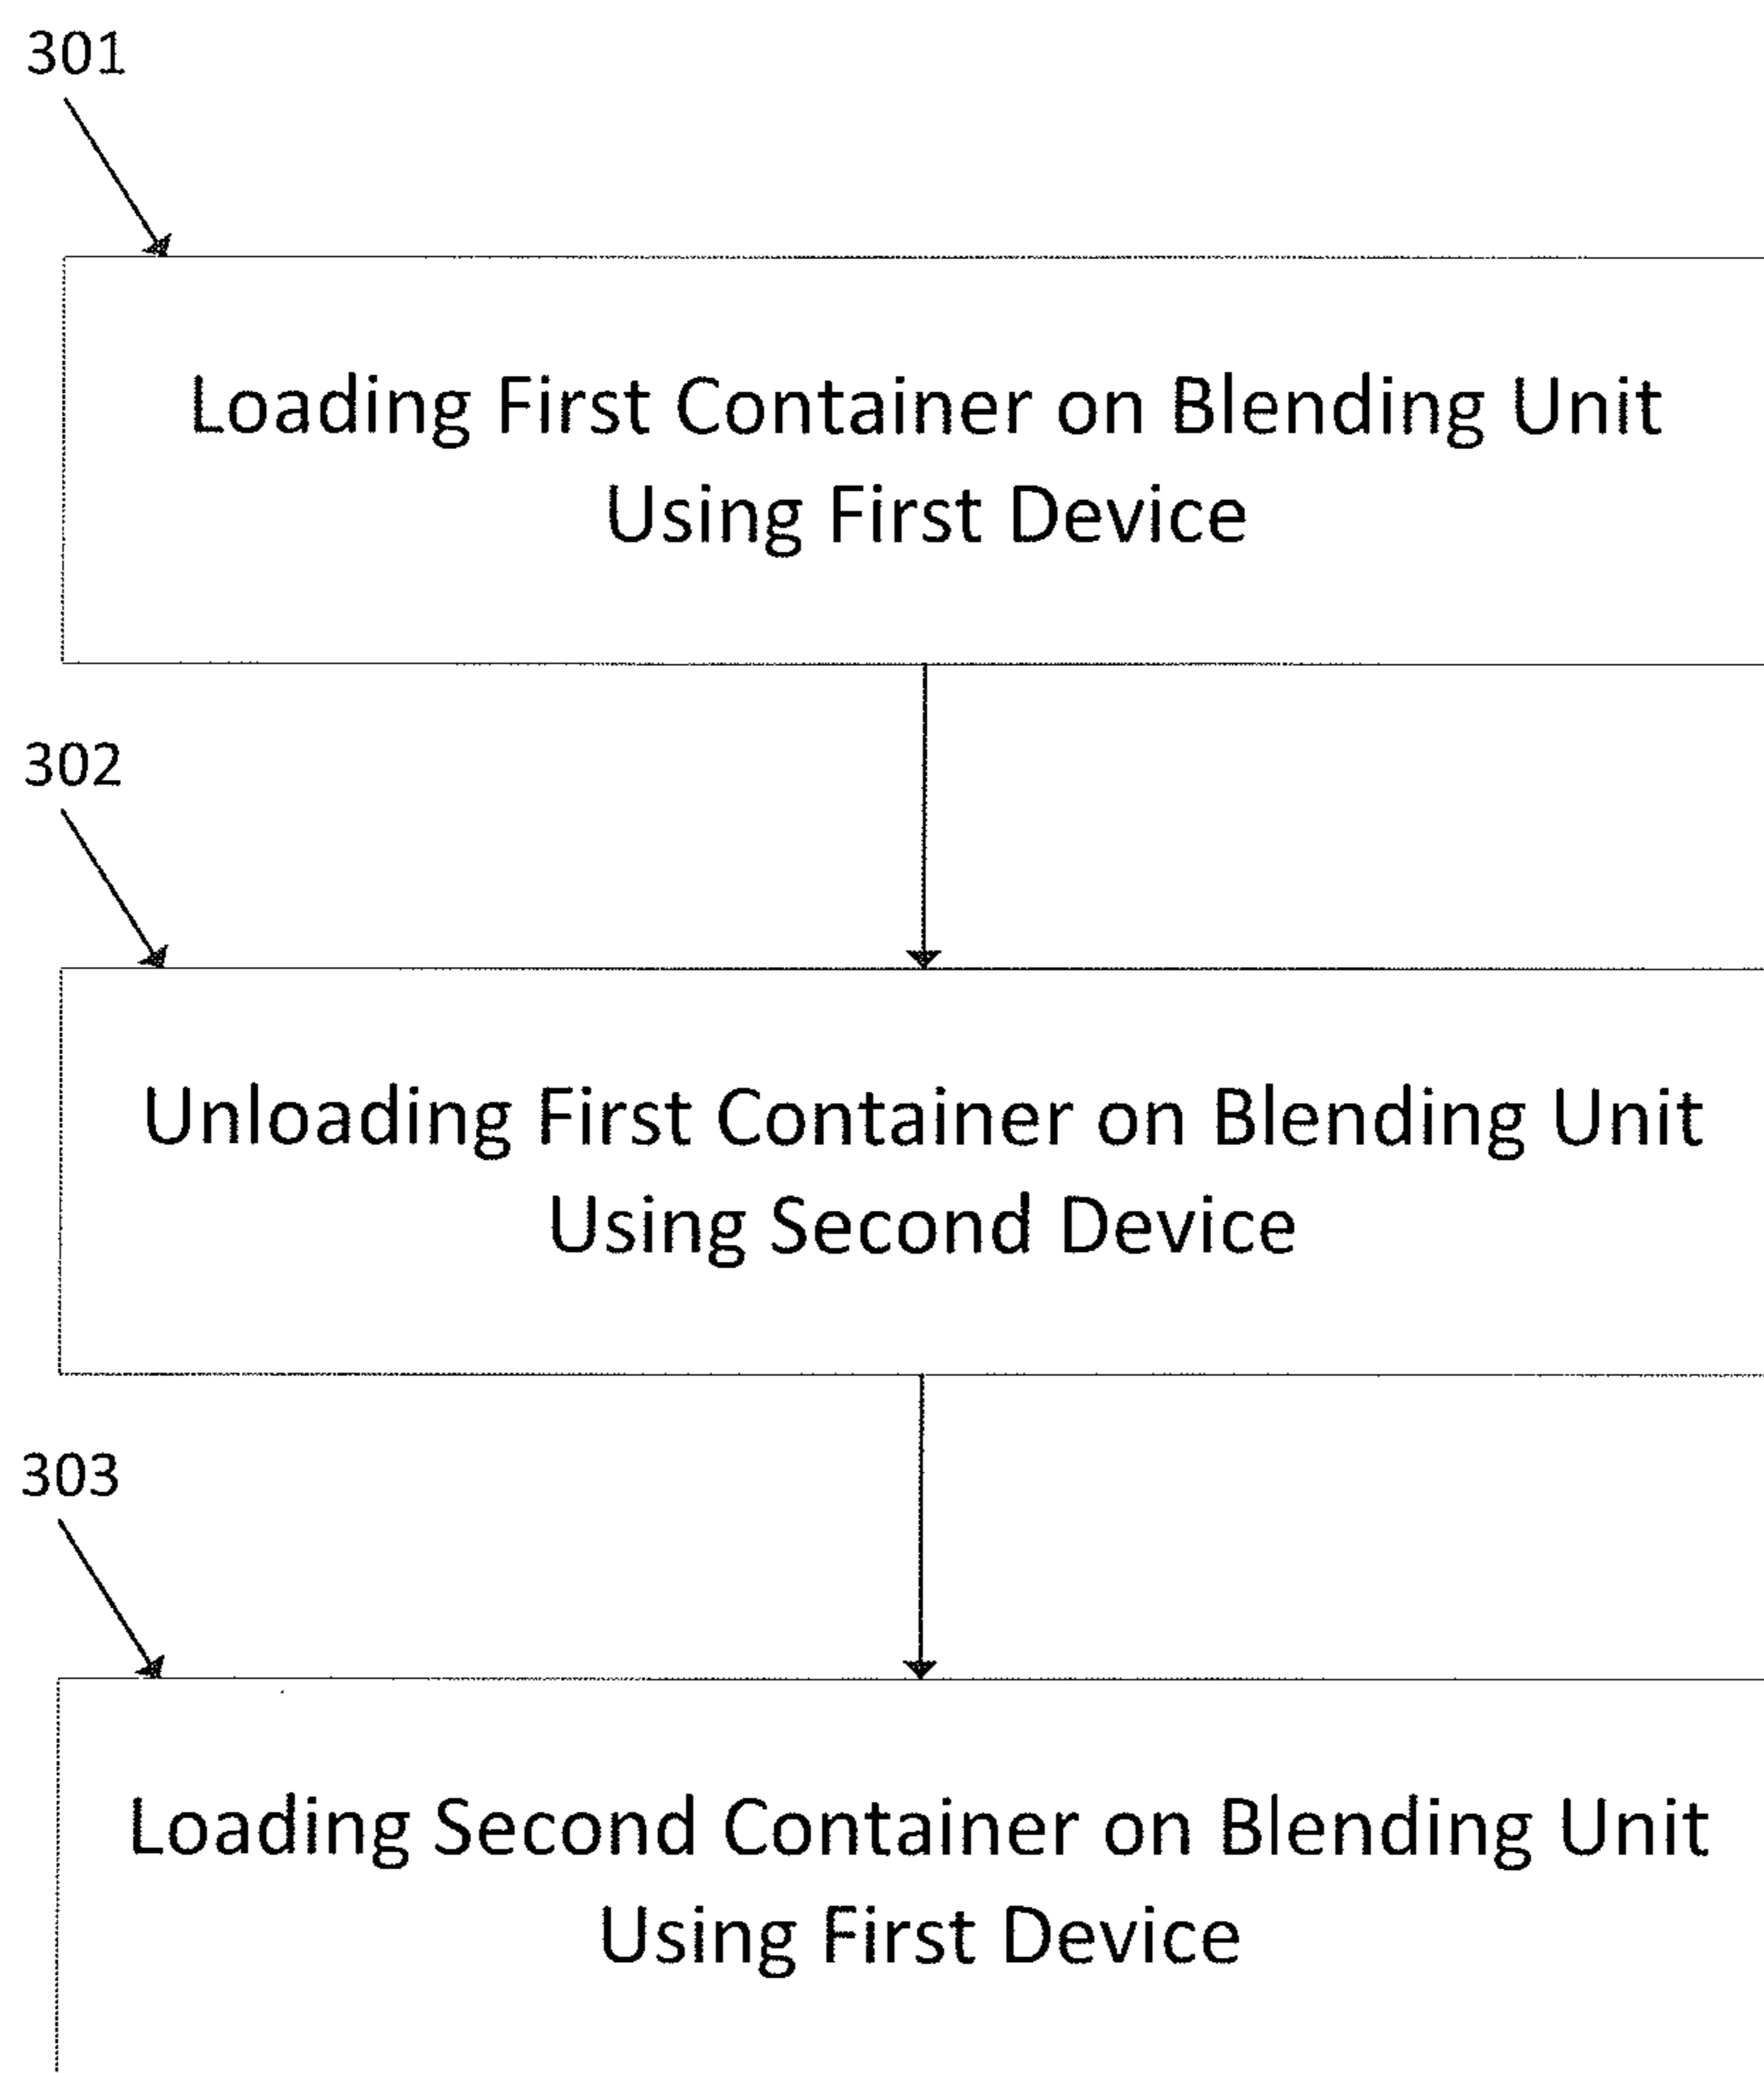 301
Loading First Container on Blending Unit
Using First Device
302
Unloading First Container on Blending Unit
Using Second Device
303
Loading Second Container on Blending Unit
Using First Device